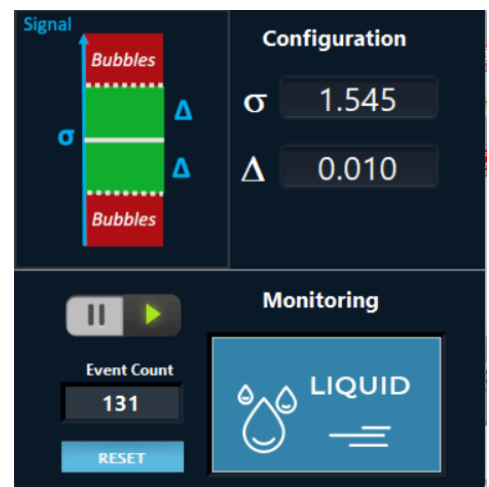 Signal
Bubbles
Δ
σ
Δ
Bubbles
Configuration
σ 1.545
Δ 0.010
Monitoring
Event Count
131
RESET
LIQUID